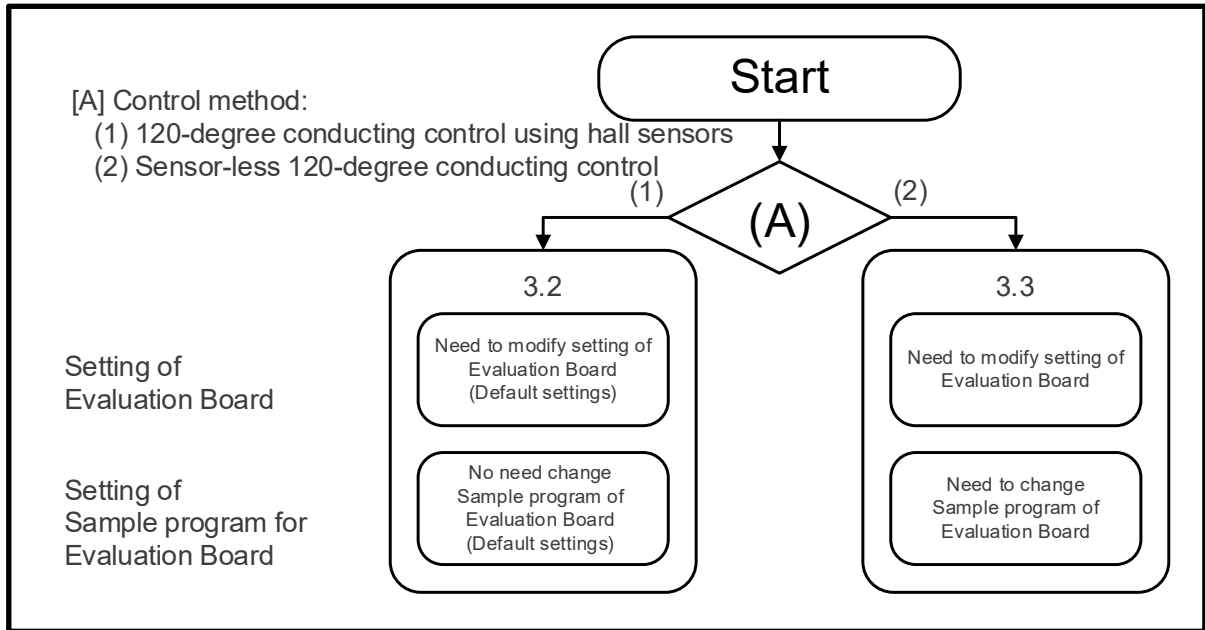 Start
[A] Control method:
(1) 120-degree conducting control using hall sensors
(2) Sensor-less 120-degree conducting control
(1)
(A)
(2)
3.2
3.3
Setting of
Evaluation Board
Need to modify setting of
Evaluation Board
(Default settings)
Need to modify setting of
Evaluation Board
Setting of
Sample program for
Evaluation Board
No need change
Sample program of
Evaluation Board
(Default settings)
Need to change
Sample program of
Evaluation Board